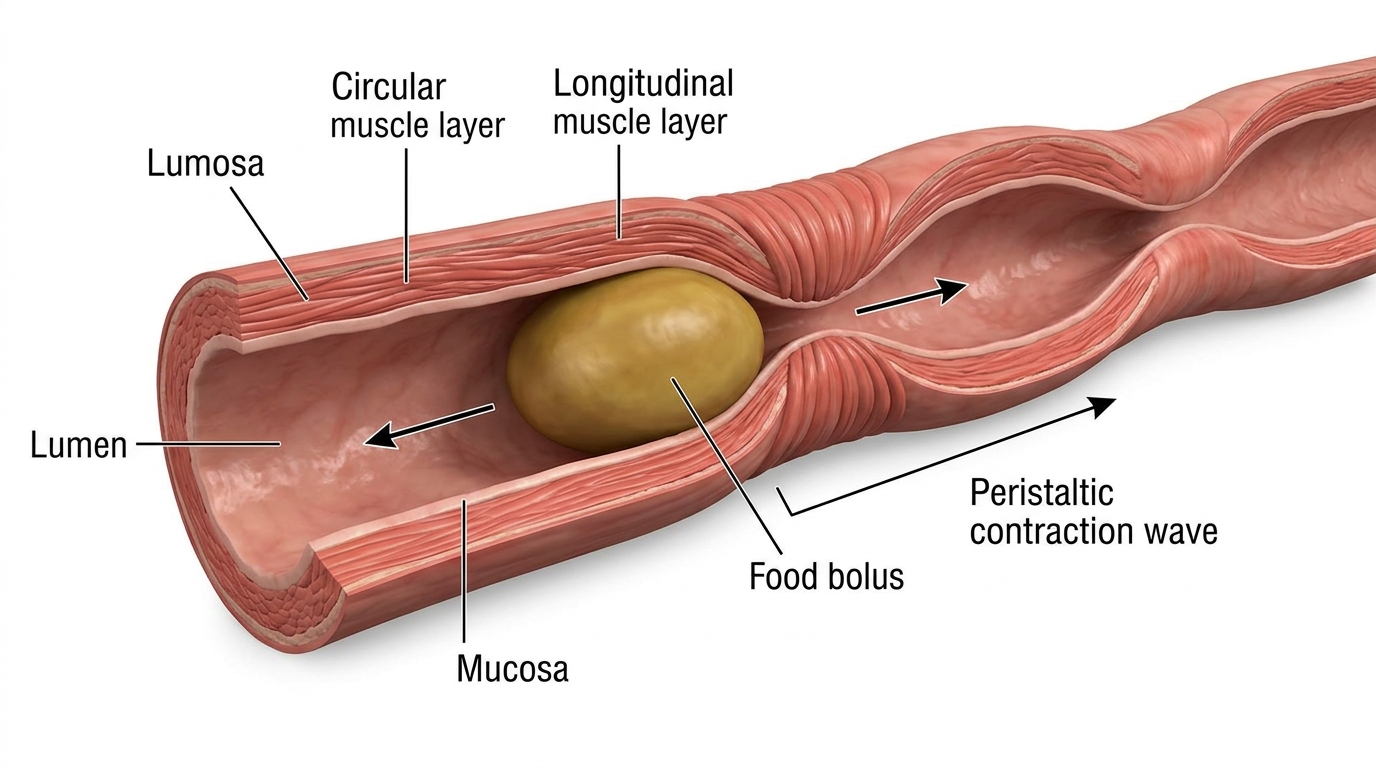 Circular
muscle layer
Longitudinal
muscle layer
Lumosa
Lumen
Peristaltic
contraction wave
Food bolus
Mucosa